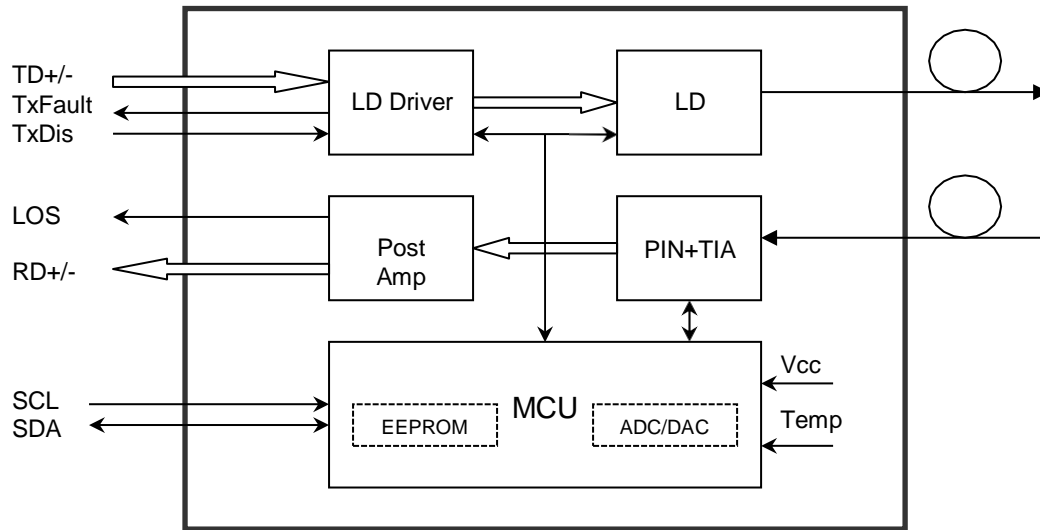 TD+/-
TxFault
TxDis
LD Driver
LD
LOS
RD+/-
Post
Amp
PIN+TIA
SCL
SDA
MCU
EEPROM
ADC/DAC
Vcc
Temp